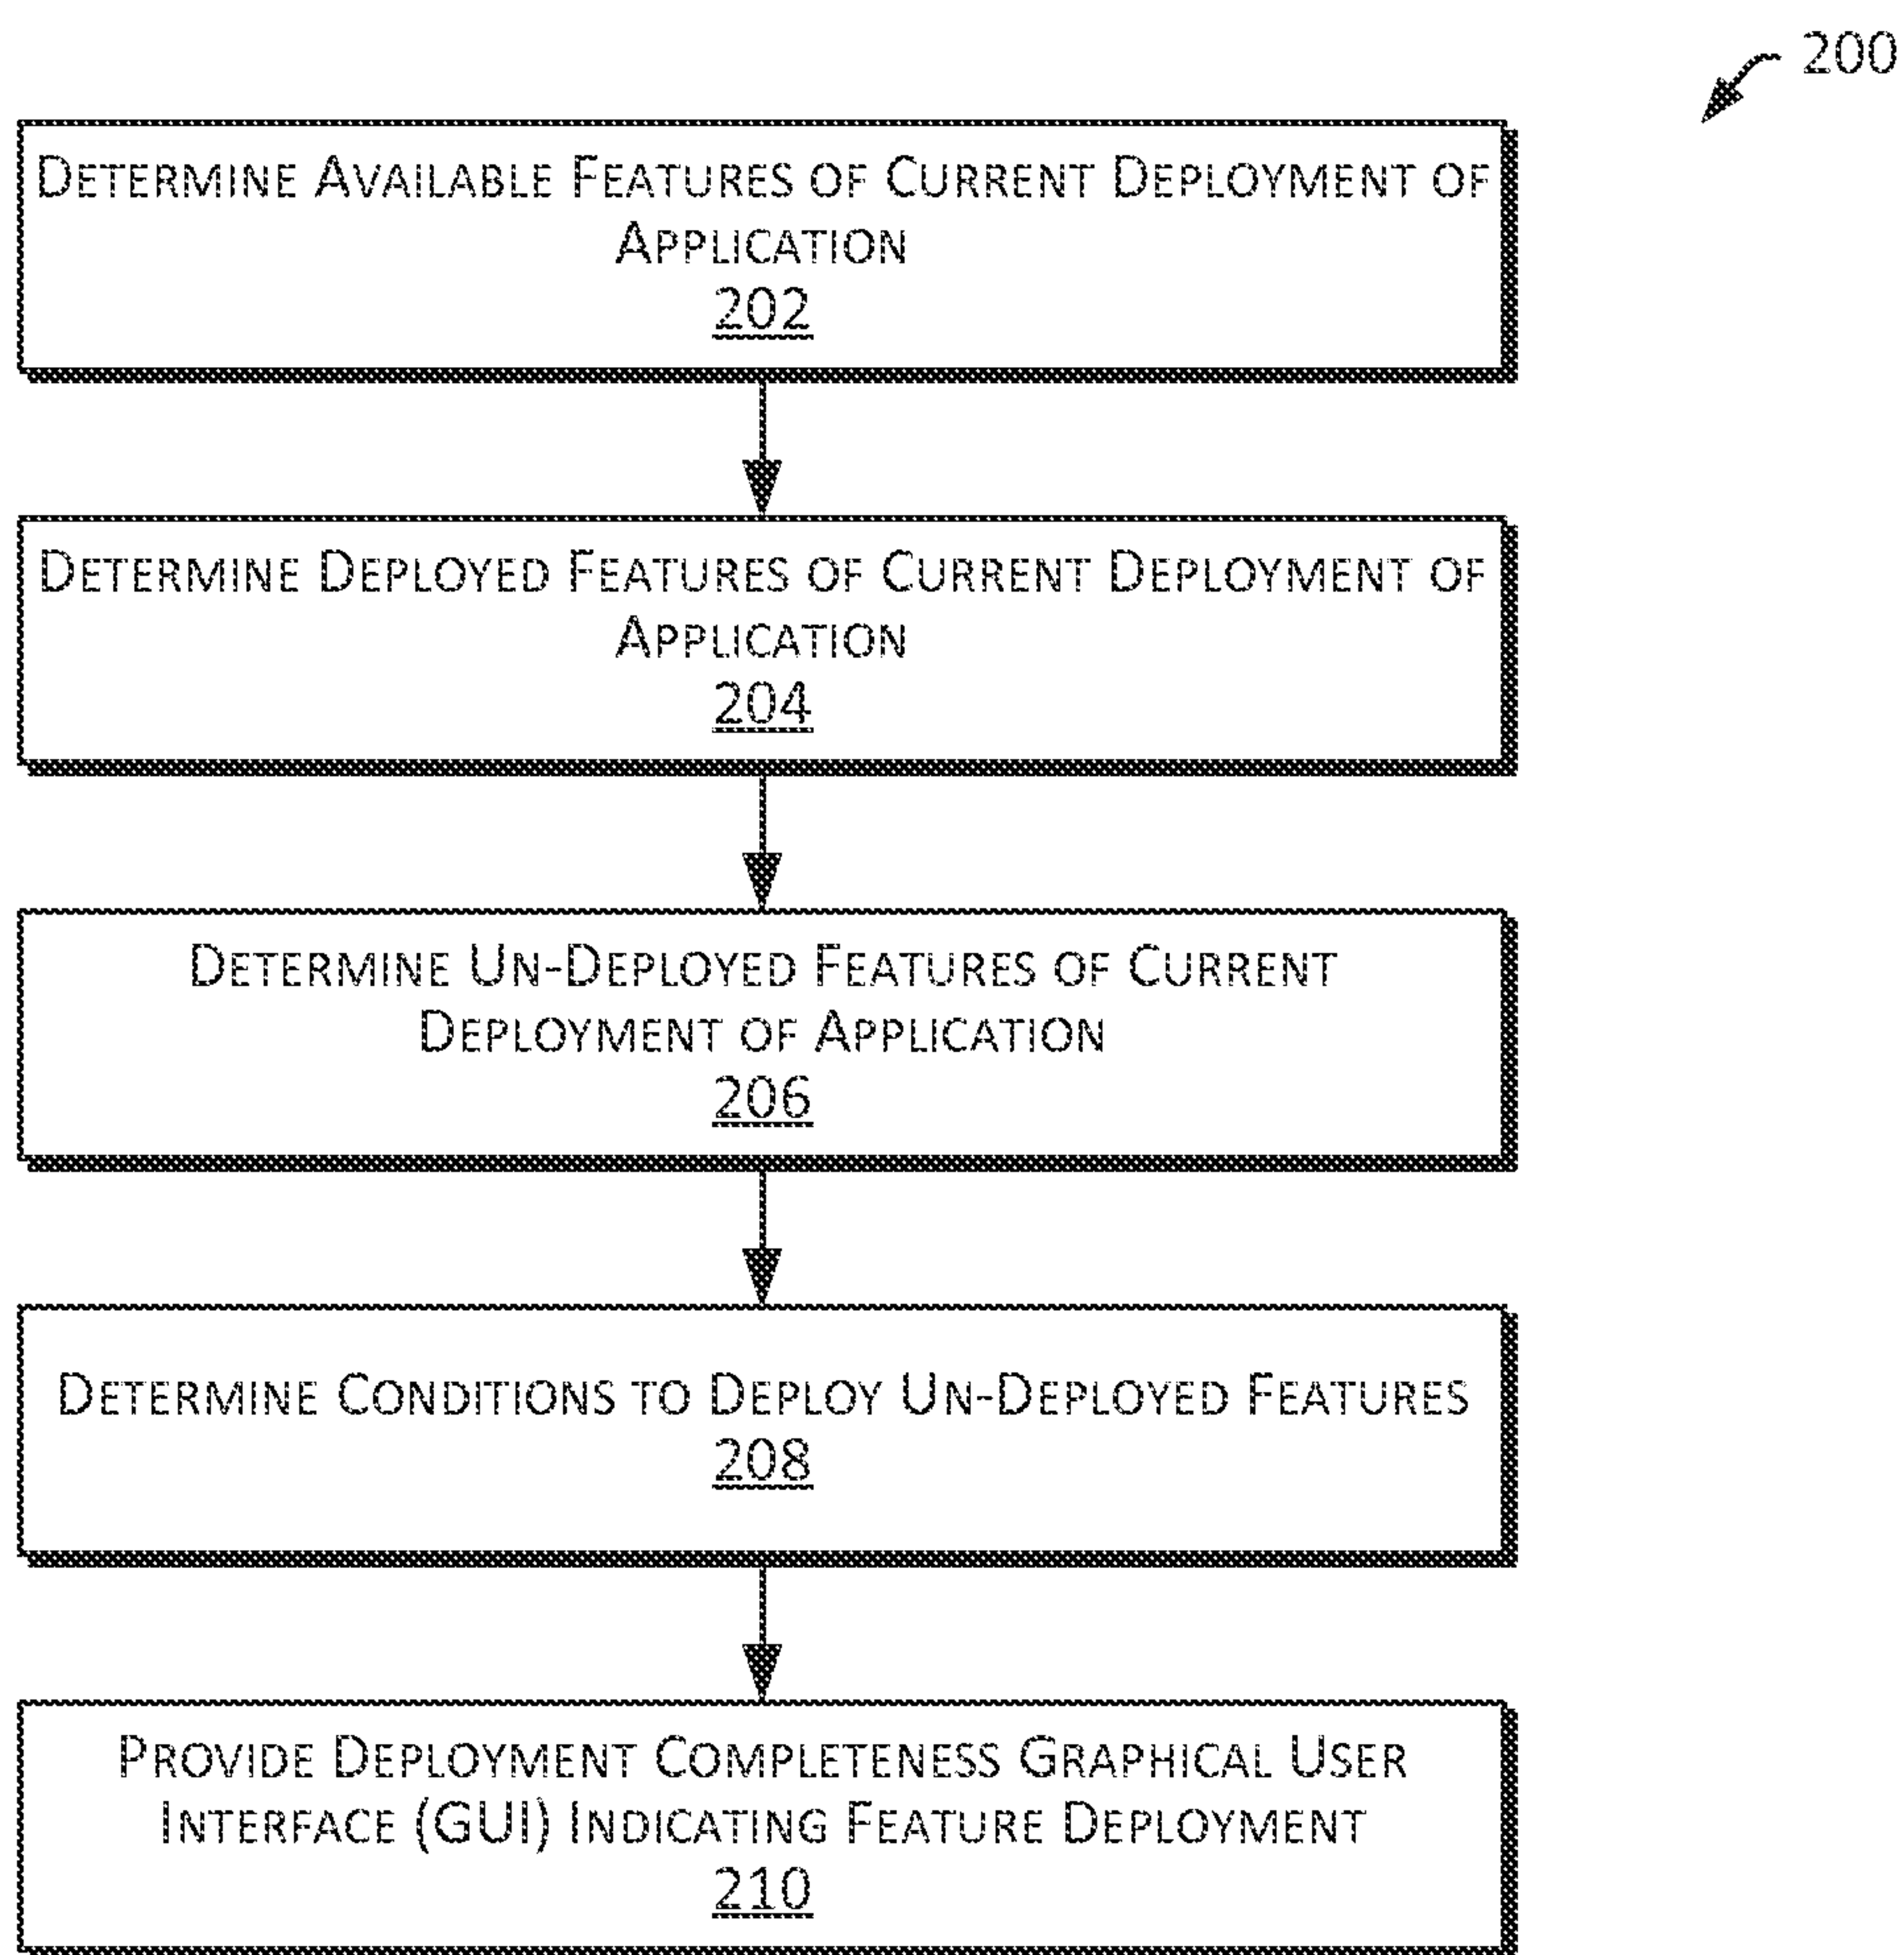 200
DETERMINE AVAILABLE FEATURES OF CURRENT DEPLOYMENT OF
APPLICATION
202
DETERMINE DEPLOYED FEATURES OF CURRENT DEPLOYMENT OF
APPLICATION
204
DETERMINE UN-DEPLOYED FEATURES OF CURRENT
DEPLOYMENT OF APPLICATION
206
DETERMINE CONDITIONS TO DEPLOY UN-DEPLOYED FEATURES
208
PROVIDE DEPLOYMENT COMPLETENESS GRAPHICAL USER
INTERFACE (GUI) INDICATING FEATURE DEPLOYMENT
210